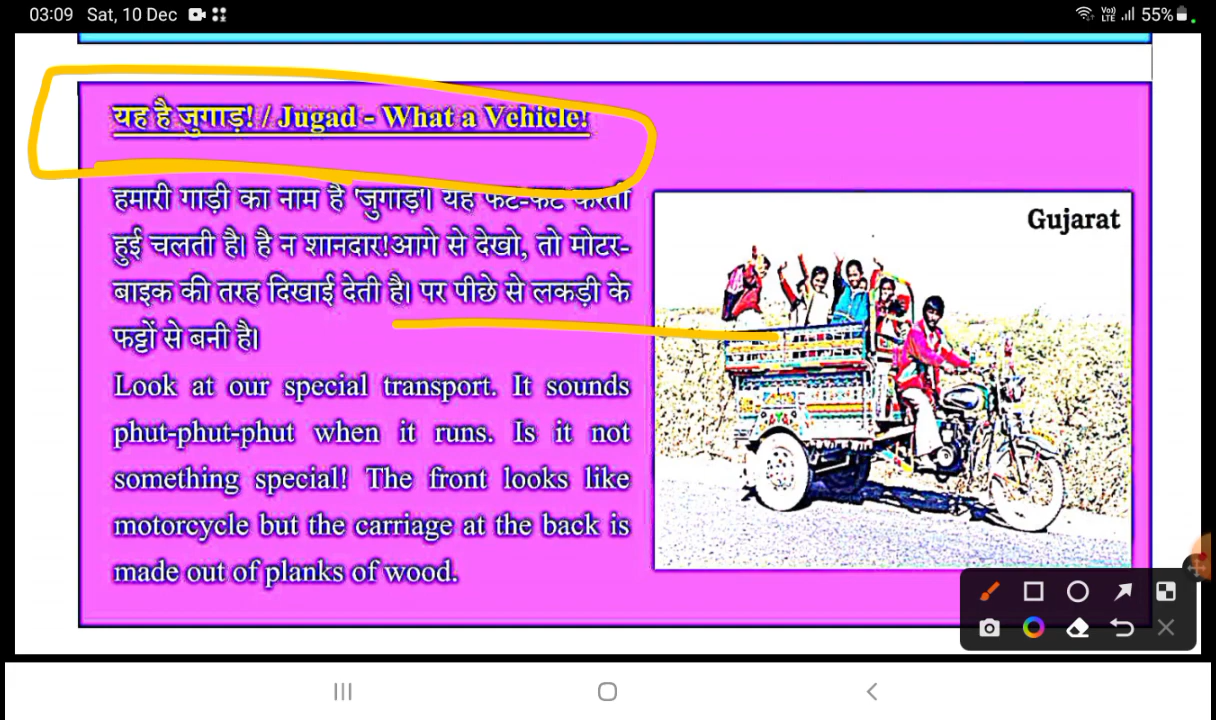 03:09 Sat, 10 Dec
Vo)) LTE 55%
यह है जुगाड़! / Jugad - What a Vehicle!
हमारी गाड़ी का नाम है 'जुगाड़'। यह फट-फट करती
हुई चलती है। है न शानदार!आगे से देखो, तो मोटर-
बाइक की तरह दिखाई देती है। पर पीछे से लकड़ी के
फट्टों से बनी है।
Look at our special transport. It sounds
phut-phut-phut when it runs. Is it not
something special! The front looks like
motorcycle but the carriage at the back is
made out of planks of wood.
Gujarat